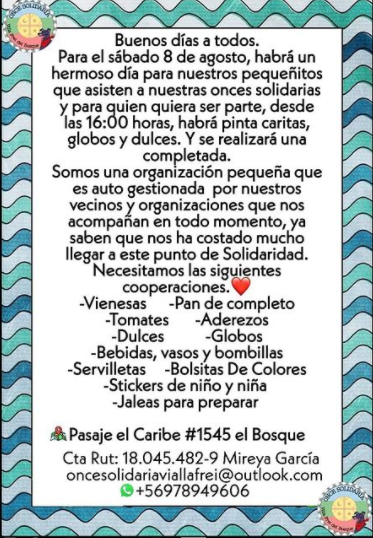 ONCE SOLIDARIA
Buenos días a todos.
Para el sábado 8 de agosto, habrá un
hermoso día para nuestros pequeñitos
que asisten a nuestras onces solidarias
y para quien quiera ser parte, desde
las 16:00 horas, habrá pinta caritas,
globos y dulces. Y se realizará una
completada.
Somos una organización pequeña que
es auto gestionada por nuestros
vecinos y organizaciones que nos
acompañan en todo momento, ya
saben que nos ha costado mucho
llegar a este punto de Solidaridad.
Necesitamos las siguientes
cooperaciones.❤️
-Vienesas -Pan de completo
-Tomates -Aderezos
-Dulces -Globos
-Bebidas, vasos y bombillas
-Servilletas -Bolsitas De Colores
-Stickers de niño y niña
-Jaleas para preparar
Pasaje el Caribe #1545 el Bosque
Cta Rut: 18.045.482-9 Mireya García
oncesolidariaviallafrei@outlook.com
+56978949606
ONCE SOLIDARIA